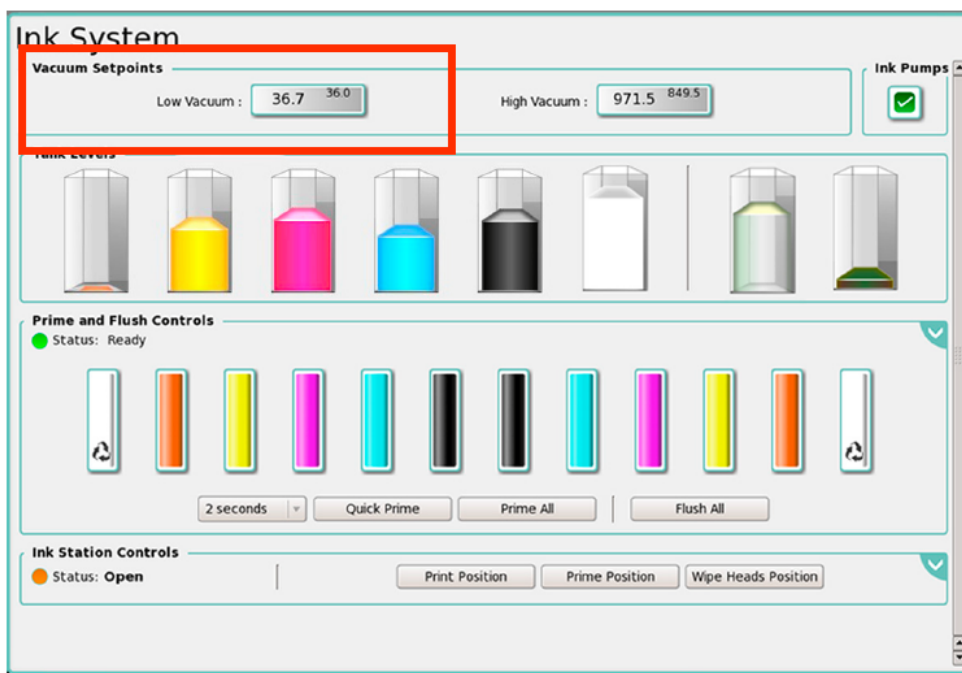 Ink System
Vacuum Setpoints
Ink Pumps
Low Vacuum : 36.7 36.0
High Vacuum : 971.5 849.5
Tank Levels
Prime and Flush Controls
Status: Ready
2 seconds
Quick Prime
Prime All
Flush All
Ink Station Controls
Status: Open
Print Position
Prime Position
Wipe Heads Position